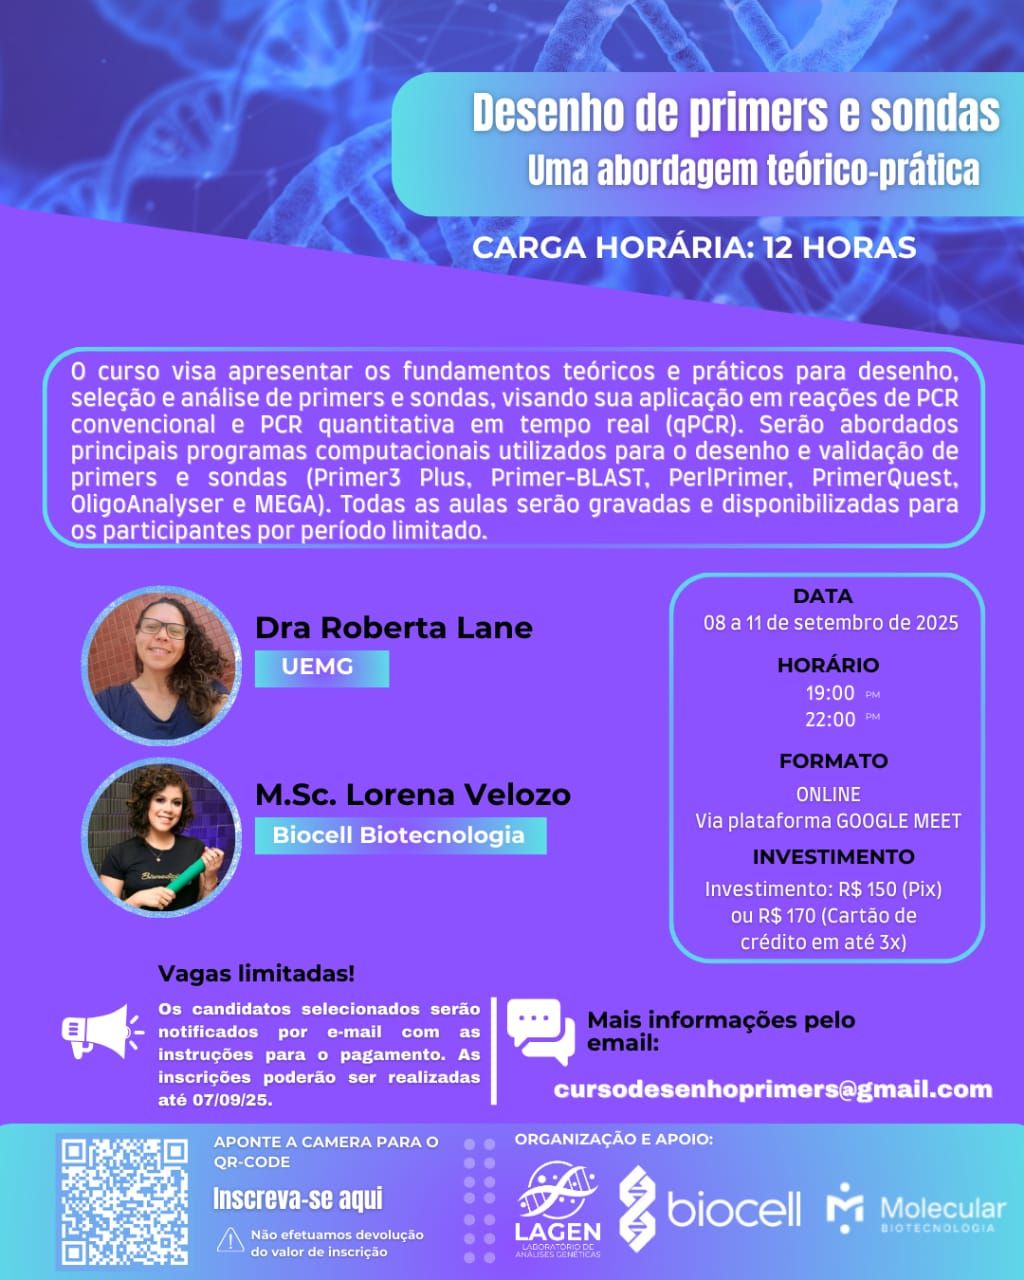 Desenho de primers e sondas
Uma abordagem teórico-prática
CARGA HORÁRIA: 12 HORAS
O curso visa apresentar os fundamentos teóricos e práticos para desenho,
seleção e análise de primers e sondas, visando sua aplicação em reações de PCR
convencional e PCR quantitativa em tempo real (qPCR). Serão abordados
principais programas computacionais utilizados para o desenho e validação de
primers e sondas (Primer3 Plus, Primer-BLAST, PerlPrimer, PrimerQuest,
OligoAnalyser e MEGA). Todas as aulas serão gravadas e disponibilizadas para
os participantes por período limitado.
Dra Roberta Lane
UEMG
M.Sc. Lorena Velozo
Biocell Biotecnologia
DATA
08 a 11 de setembro de 2025
HORÁRIO
19:00 PM
22:00 PM
FORMATO
ONLINE
Via plataforma GOOGLE MEET
INVESTIMENTO
Investimento: R$ 150 (Pix)
ou R$ 170 (Cartão de
crédito em até 3x)
Vagas limitadas!
Os candidatos selecionados serão
notificados por e-mail com as
instruções para o pagamento. As
inscrições poderão ser realizadas
até 07/09/25.
Mais informações pelo
email:
cursodesenhoprimers@gmail.com
APONTE A CAMERA PARA O
QR-CODE
Inscreva-se aqui
Não efetuamos devolução
do valor de inscrição
ORGANIZAÇÃO E APOIO:
LAGEN
LABORATÓRIO DE
ANÁLISES GENÉTICAS
biocell
Molecular
BIOTECNOLOGIA